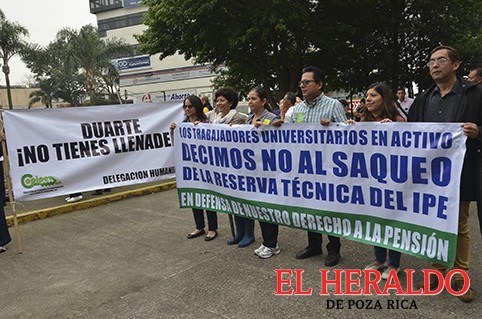 DUARTE
¡NO TIENES LLENADE
DELEGACION HUMAN
LOS TRABAJADORES UNIVERSITARIOS EN ACTIVO
DECIMOS NO AL SAQUEO
DE LA RESERVA TÉCNICA DEL IPE
EN DEFENSA DE NUESTRO DERECHO A LA PENSIÓN
EL HERALDO
DE POZA RICA